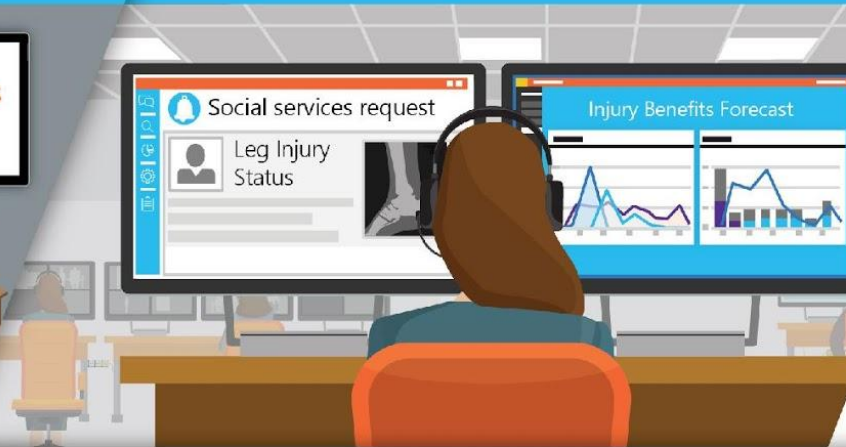 Social services request
Leg Injury
Status
Injury Benefits Forecast